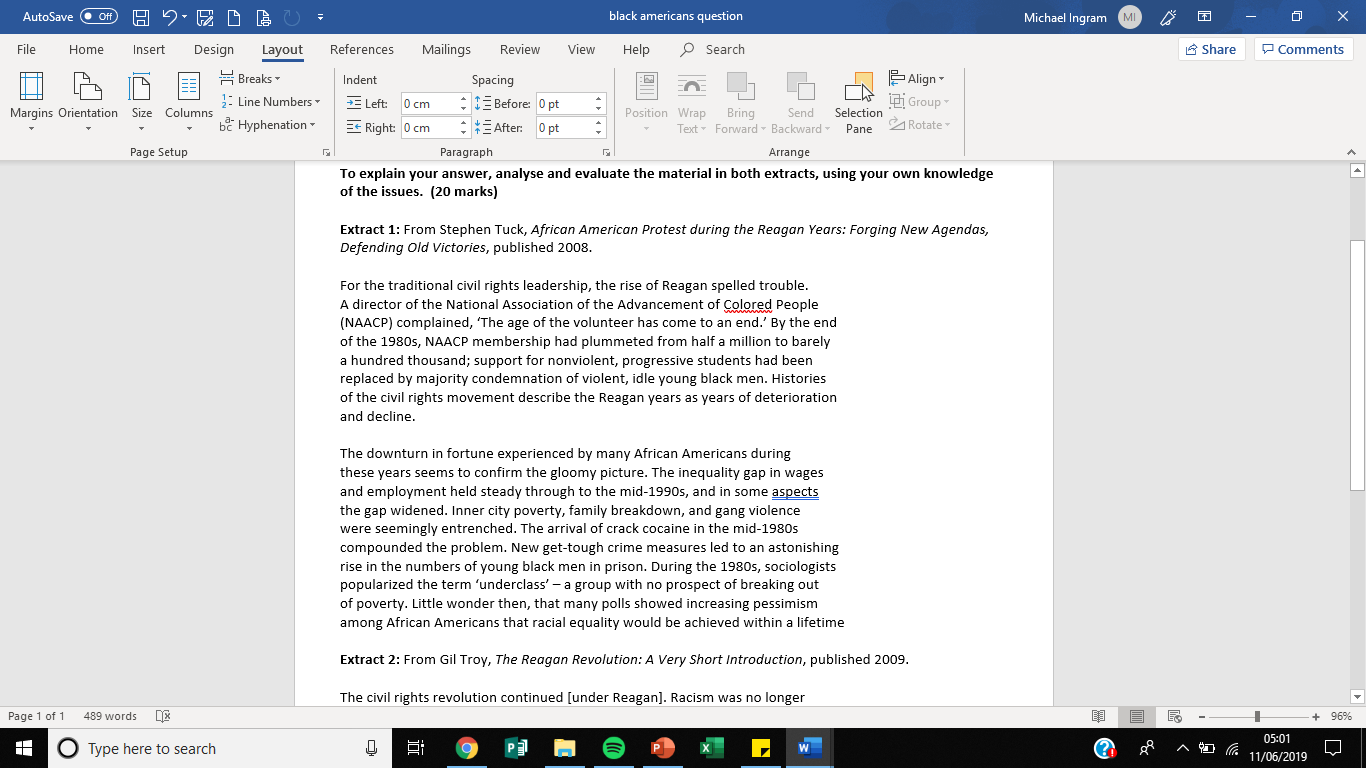 AutoSave Off
black americans question
Michael Ingram MI
File Home Insert Design Layout References Mailings Review View Help Search Share Comments
Margins Orientation Size Columns
Breaks
Line Numbers
Hyphenation
Page Setup
Indent Spacing
Left: 0 cm Before: 0 pt
Right: 0 cm After: 0 pt
Paragraph
Position Wrap Text Bring Forward Send Backward Selection Pane
Align
Group
Rotate
Arrange
To explain your answer, analyse and evaluate the material in both extracts, using your own knowledge
of the issues. (20 marks)
Extract 1: From Stephen Tuck, African American Protest during the Reagan Years: Forging New Agendas,
Defending Old Victories, published 2008.
For the traditional civil rights leadership, the rise of Reagan spelled trouble.
A director of the National Association of the Advancement of Colored People
(NAACP) complained, ‘The age of the volunteer has come to an end.’ By the end
of the 1980s, NAACP membership had plummeted from half a million to barely
a hundred thousand; support for nonviolent, progressive students had been
replaced by majority condemnation of violent, idle young black men. Histories
of the civil rights movement describe the Reagan years as years of deterioration
and decline.
The downturn in fortune experienced by many African Americans during
these years seems to confirm the gloomy picture. The inequality gap in wages
and employment held steady through to the mid-1990s, and in some aspects
the gap widened. Inner city poverty, family breakdown, and gang violence
were seemingly entrenched. The arrival of crack cocaine in the mid-1980s
compounded the problem. New get-tough crime measures led to an astonishing
rise in the numbers of young black men in prison. During the 1980s, sociologists
popularized the term ‘underclass’ – a group with no prospect of breaking out
of poverty. Little wonder then, that many polls showed increasing pessimism
among African Americans that racial equality would be achieved within a lifetime
Extract 2: From Gil Troy, The Reagan Revolution: A Very Short Introduction, published 2009.
The civil rights revolution continued [under Reagan]. Racism was no longer
Page 1 of 1 489 words 96%
Type here to search
05:01
11/06/2019